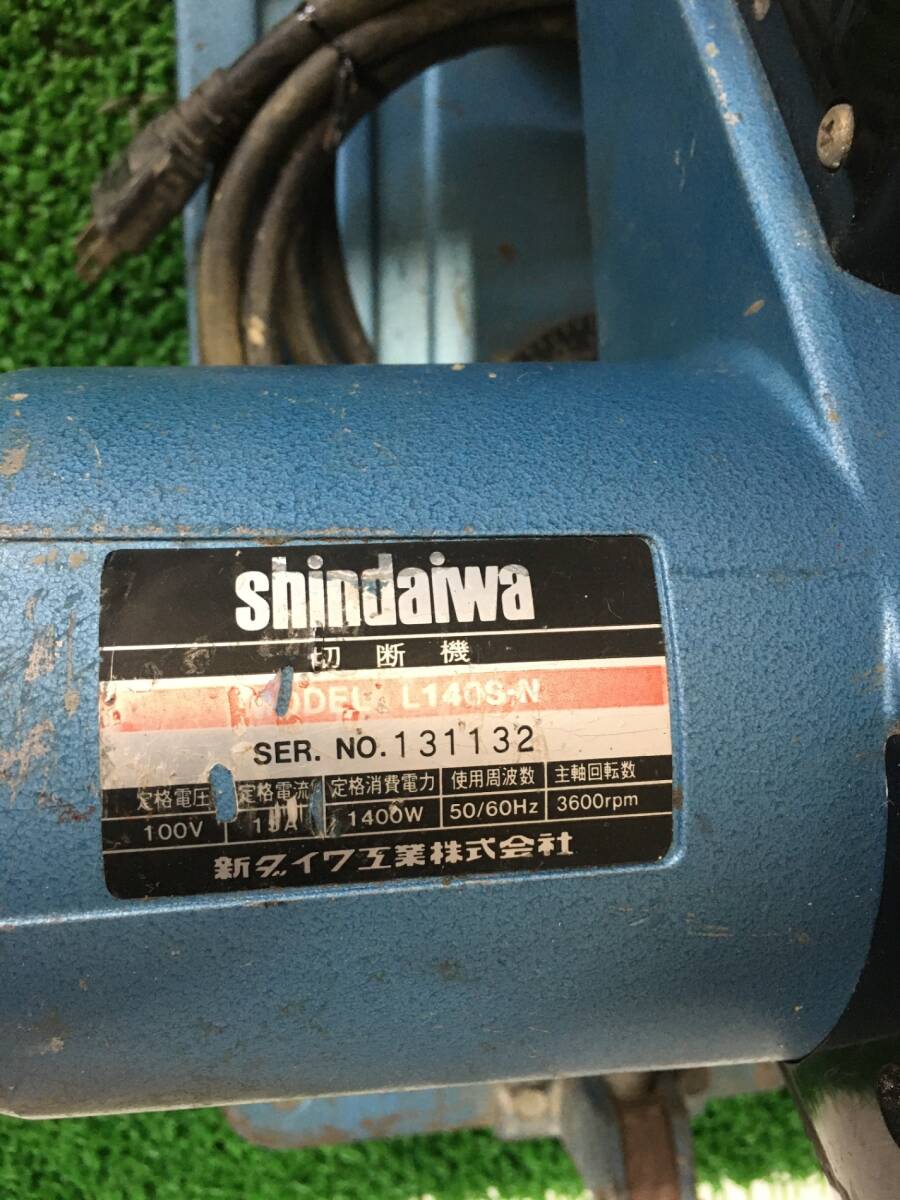 shindaiwa
切断機
MODEL L140S-N
SER. NO. 131132
定格電圧 定格電流 定格消費電力 使用周波数 主軸回転数
100V 15A 1400W 50/60Hz 3600rpm
新ダイワ工業株式会社